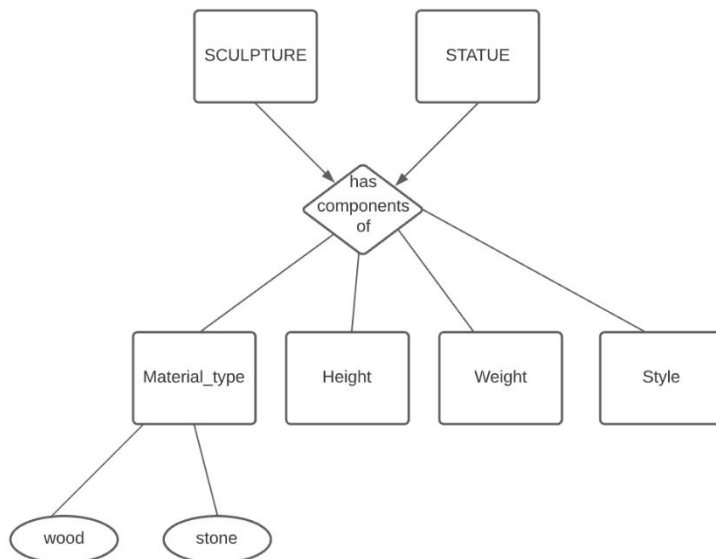 SCULPTURE
STATUE
has
components
of
Material_type
Height
Weight
Style
wood
stone